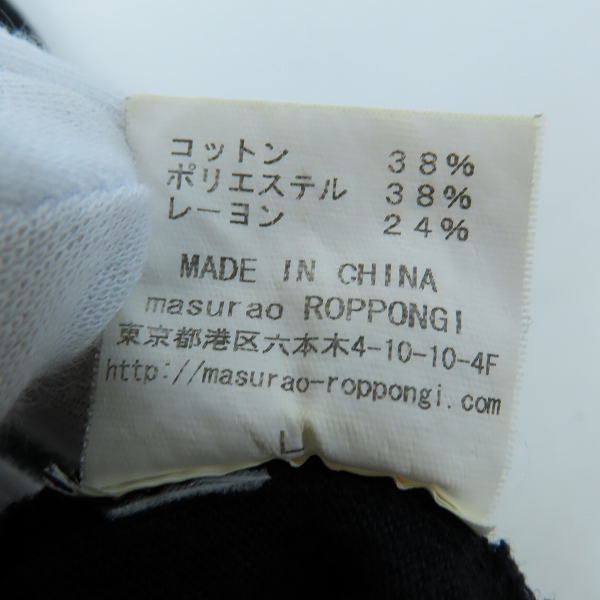 コットン 38%
ポリエステル 38%
レーヨン 24%
MADE IN CHINA
masurao ROPPONGI
東京都港区六本木4-10-10-4F
http://masurao-roppongi.com
L